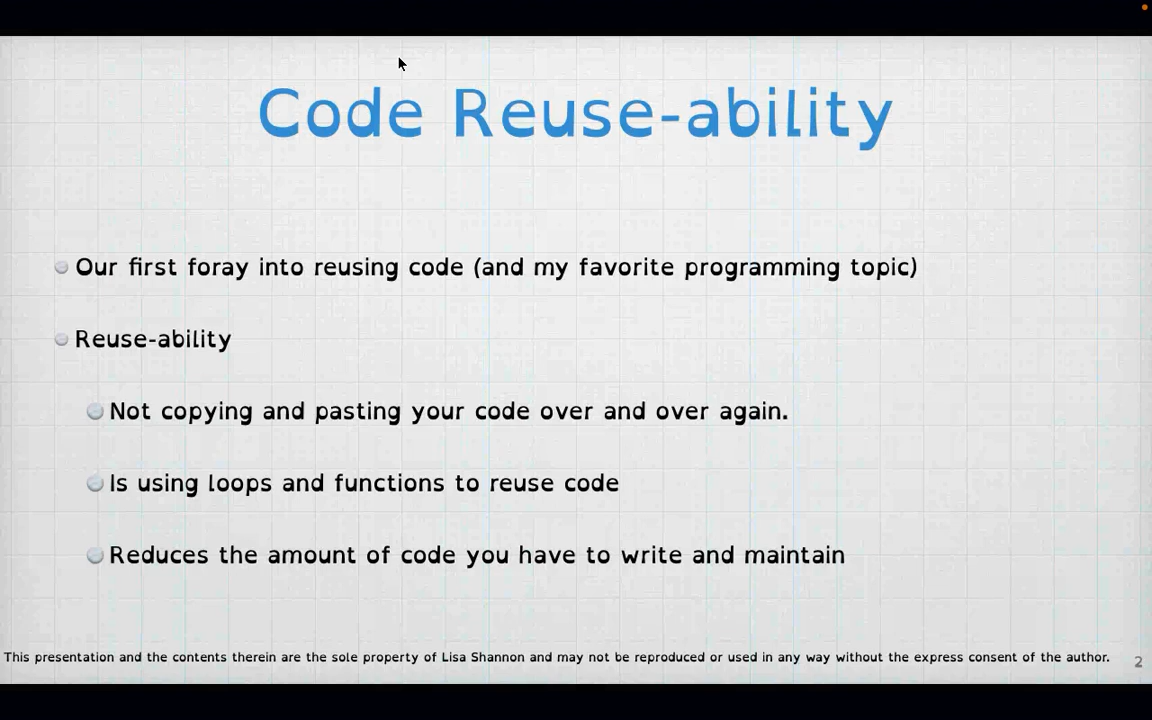 Code Reuse-ability
Our first foray into reusing code (and my favorite programming topic)
Reuse-ability
Not copying and pasting your code over and over again.
Is using loops and functions to reuse code
Reduces the amount of code you have to write and maintain
This presentation and the contents therein are the sole property of Lisa Shannon and may not be reproduced or used in any way without the express consent of the author.
2